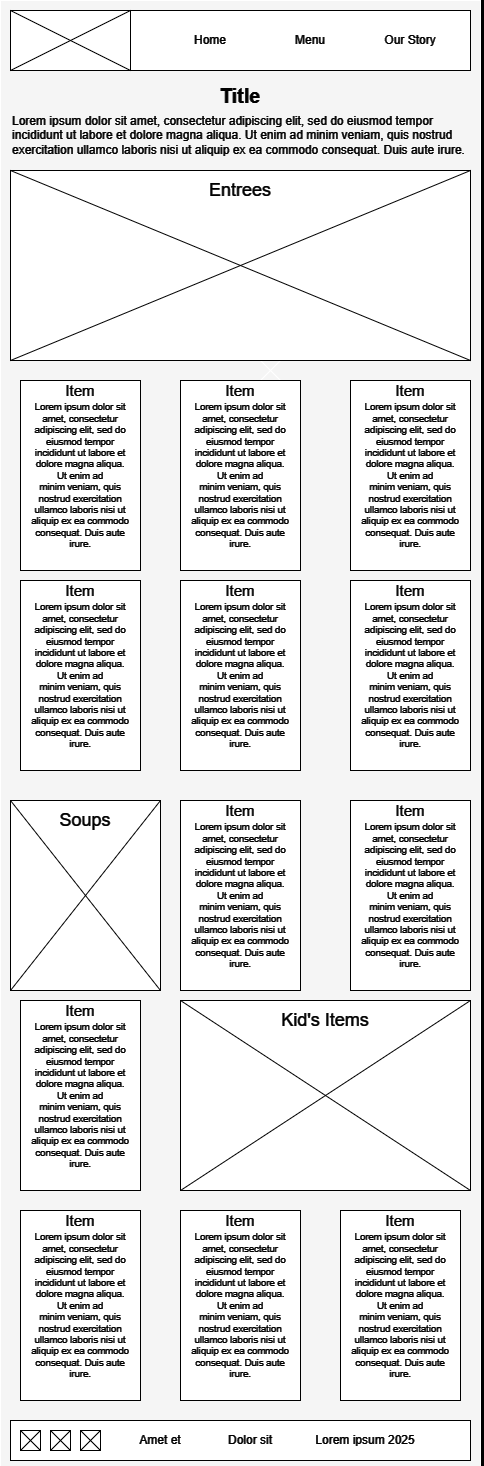 Home Menu Our Story
Title
Lorem ipsum dolor sit amet, consectetur adipiscing elit, sed do eiusmod tempor
incididunt ut labore et dolore magna aliqua. Ut enim ad minim veniam, quis nostrud
exercitation ullamco laboris nisi ut aliquip ex ea commodo consequat. Duis aute irure.
Entrees
Item
Lorem ipsum dolor sit
amet, consectetur
adipiscing elit, sed do
eiusmod tempor
incididunt ut labore et
dolore magna aliqua.
Ut enim ad
minim veniam, quis
nostrud exercitation
ullamco laboris nisi ut
aliquip ex ea commodo
consequat. Duis aute
irure.
Item
Lorem ipsum dolor sit
amet, consectetur
adipiscing elit, sed do
eiusmod tempor
incididunt ut labore et
dolore magna aliqua.
Ut enim ad
minim veniam, quis
nostrud exercitation
ullamco laboris nisi ut
aliquip ex ea commodo
consequat. Duis aute
irure.
Item
Lorem ipsum dolor sit
amet, consectetur
adipiscing elit, sed do
eiusmod tempor
incididunt ut labore et
dolore magna aliqua.
Ut enim ad
minim veniam, quis
nostrud exercitation
ullamco laboris nisi ut
aliquip ex ea commodo
consequat. Duis aute
irure.
Item
Lorem ipsum dolor sit
amet, consectetur
adipiscing elit, sed do
eiusmod tempor
incididunt ut labore et
dolore magna aliqua.
Ut enim ad
minim veniam, quis
nostrud exercitation
ullamco laboris nisi ut
aliquip ex ea commodo
consequat. Duis aute
irure.
Item
Lorem ipsum dolor sit
amet, consectetur
adipiscing elit, sed do
eiusmod tempor
incididunt ut labore et
dolore magna aliqua.
Ut enim ad
minim veniam, quis
nostrud exercitation
ullamco laboris nisi ut
aliquip ex ea commodo
consequat. Duis aute
irure.
Item
Lorem ipsum dolor sit
amet, consectetur
adipiscing elit, sed do
eiusmod tempor
incididunt ut labore et
dolore magna aliqua.
Ut enim ad
minim veniam, quis
nostrud exercitation
ullamco laboris nisi ut
aliquip ex ea commodo
consequat. Duis aute
irure.
Soups
Item
Lorem ipsum dolor sit
amet, consectetur
adipiscing elit, sed do
eiusmod tempor
incididunt ut labore et
dolore magna aliqua.
Ut enim ad
minim veniam, quis
nostrud exercitation
ullamco laboris nisi ut
aliquip ex ea commodo
consequat. Duis aute
irure.
Item
Lorem ipsum dolor sit
amet, consectetur
adipiscing elit, sed do
eiusmod tempor
incididunt ut labore et
dolore magna aliqua.
Ut enim ad
minim veniam, quis
nostrud exercitation
ullamco laboris nisi ut
aliquip ex ea commodo
consequat. Duis aute
irure.
Item
Lorem ipsum dolor sit
amet, consectetur
adipiscing elit, sed do
eiusmod tempor
incididunt ut labore et
dolore magna aliqua.
Ut enim ad
minim veniam, quis
nostrud exercitation
ullamco laboris nisi ut
aliquip ex ea commodo
consequat. Duis aute
irure.
Kid's Items
Item
Lorem ipsum dolor sit
amet, consectetur
adipiscing elit, sed do
eiusmod tempor
incididunt ut labore et
dolore magna aliqua.
Ut enim ad
minim veniam, quis
nostrud exercitation
ullamco laboris nisi ut
aliquip ex ea commodo
consequat. Duis aute
irure.
Item
Lorem ipsum dolor sit
amet, consectetur
adipiscing elit, sed do
eiusmod tempor
incididunt ut labore et
dolore magna aliqua.
Ut enim ad
minim veniam, quis
nostrud exercitation
ullamco laboris nisi ut
aliquip ex ea commodo
consequat. Duis aute
irure.
Item
Lorem ipsum dolor sit
amet, consectetur
adipiscing elit, sed do
eiusmod tempor
incididunt ut labore et
dolore magna aliqua.
Ut enim ad
minim veniam, quis
nostrud exercitation
ullamco laboris nisi ut
aliquip ex ea commodo
consequat. Duis aute
irure.
Amet et Dolor sit Lorem ipsum 2025